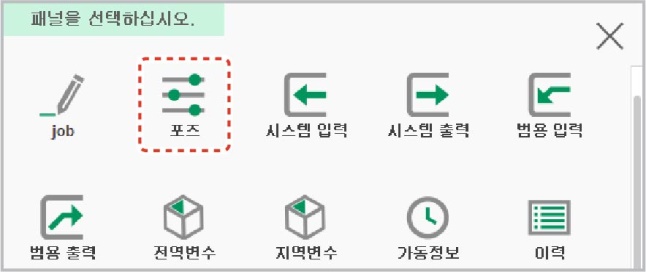 패널을 선택하십시오.
job 포즈 시스템 입력 시스템 출력 범용 입력
범용 출력 전역변수 지역변수 가동정보 이력